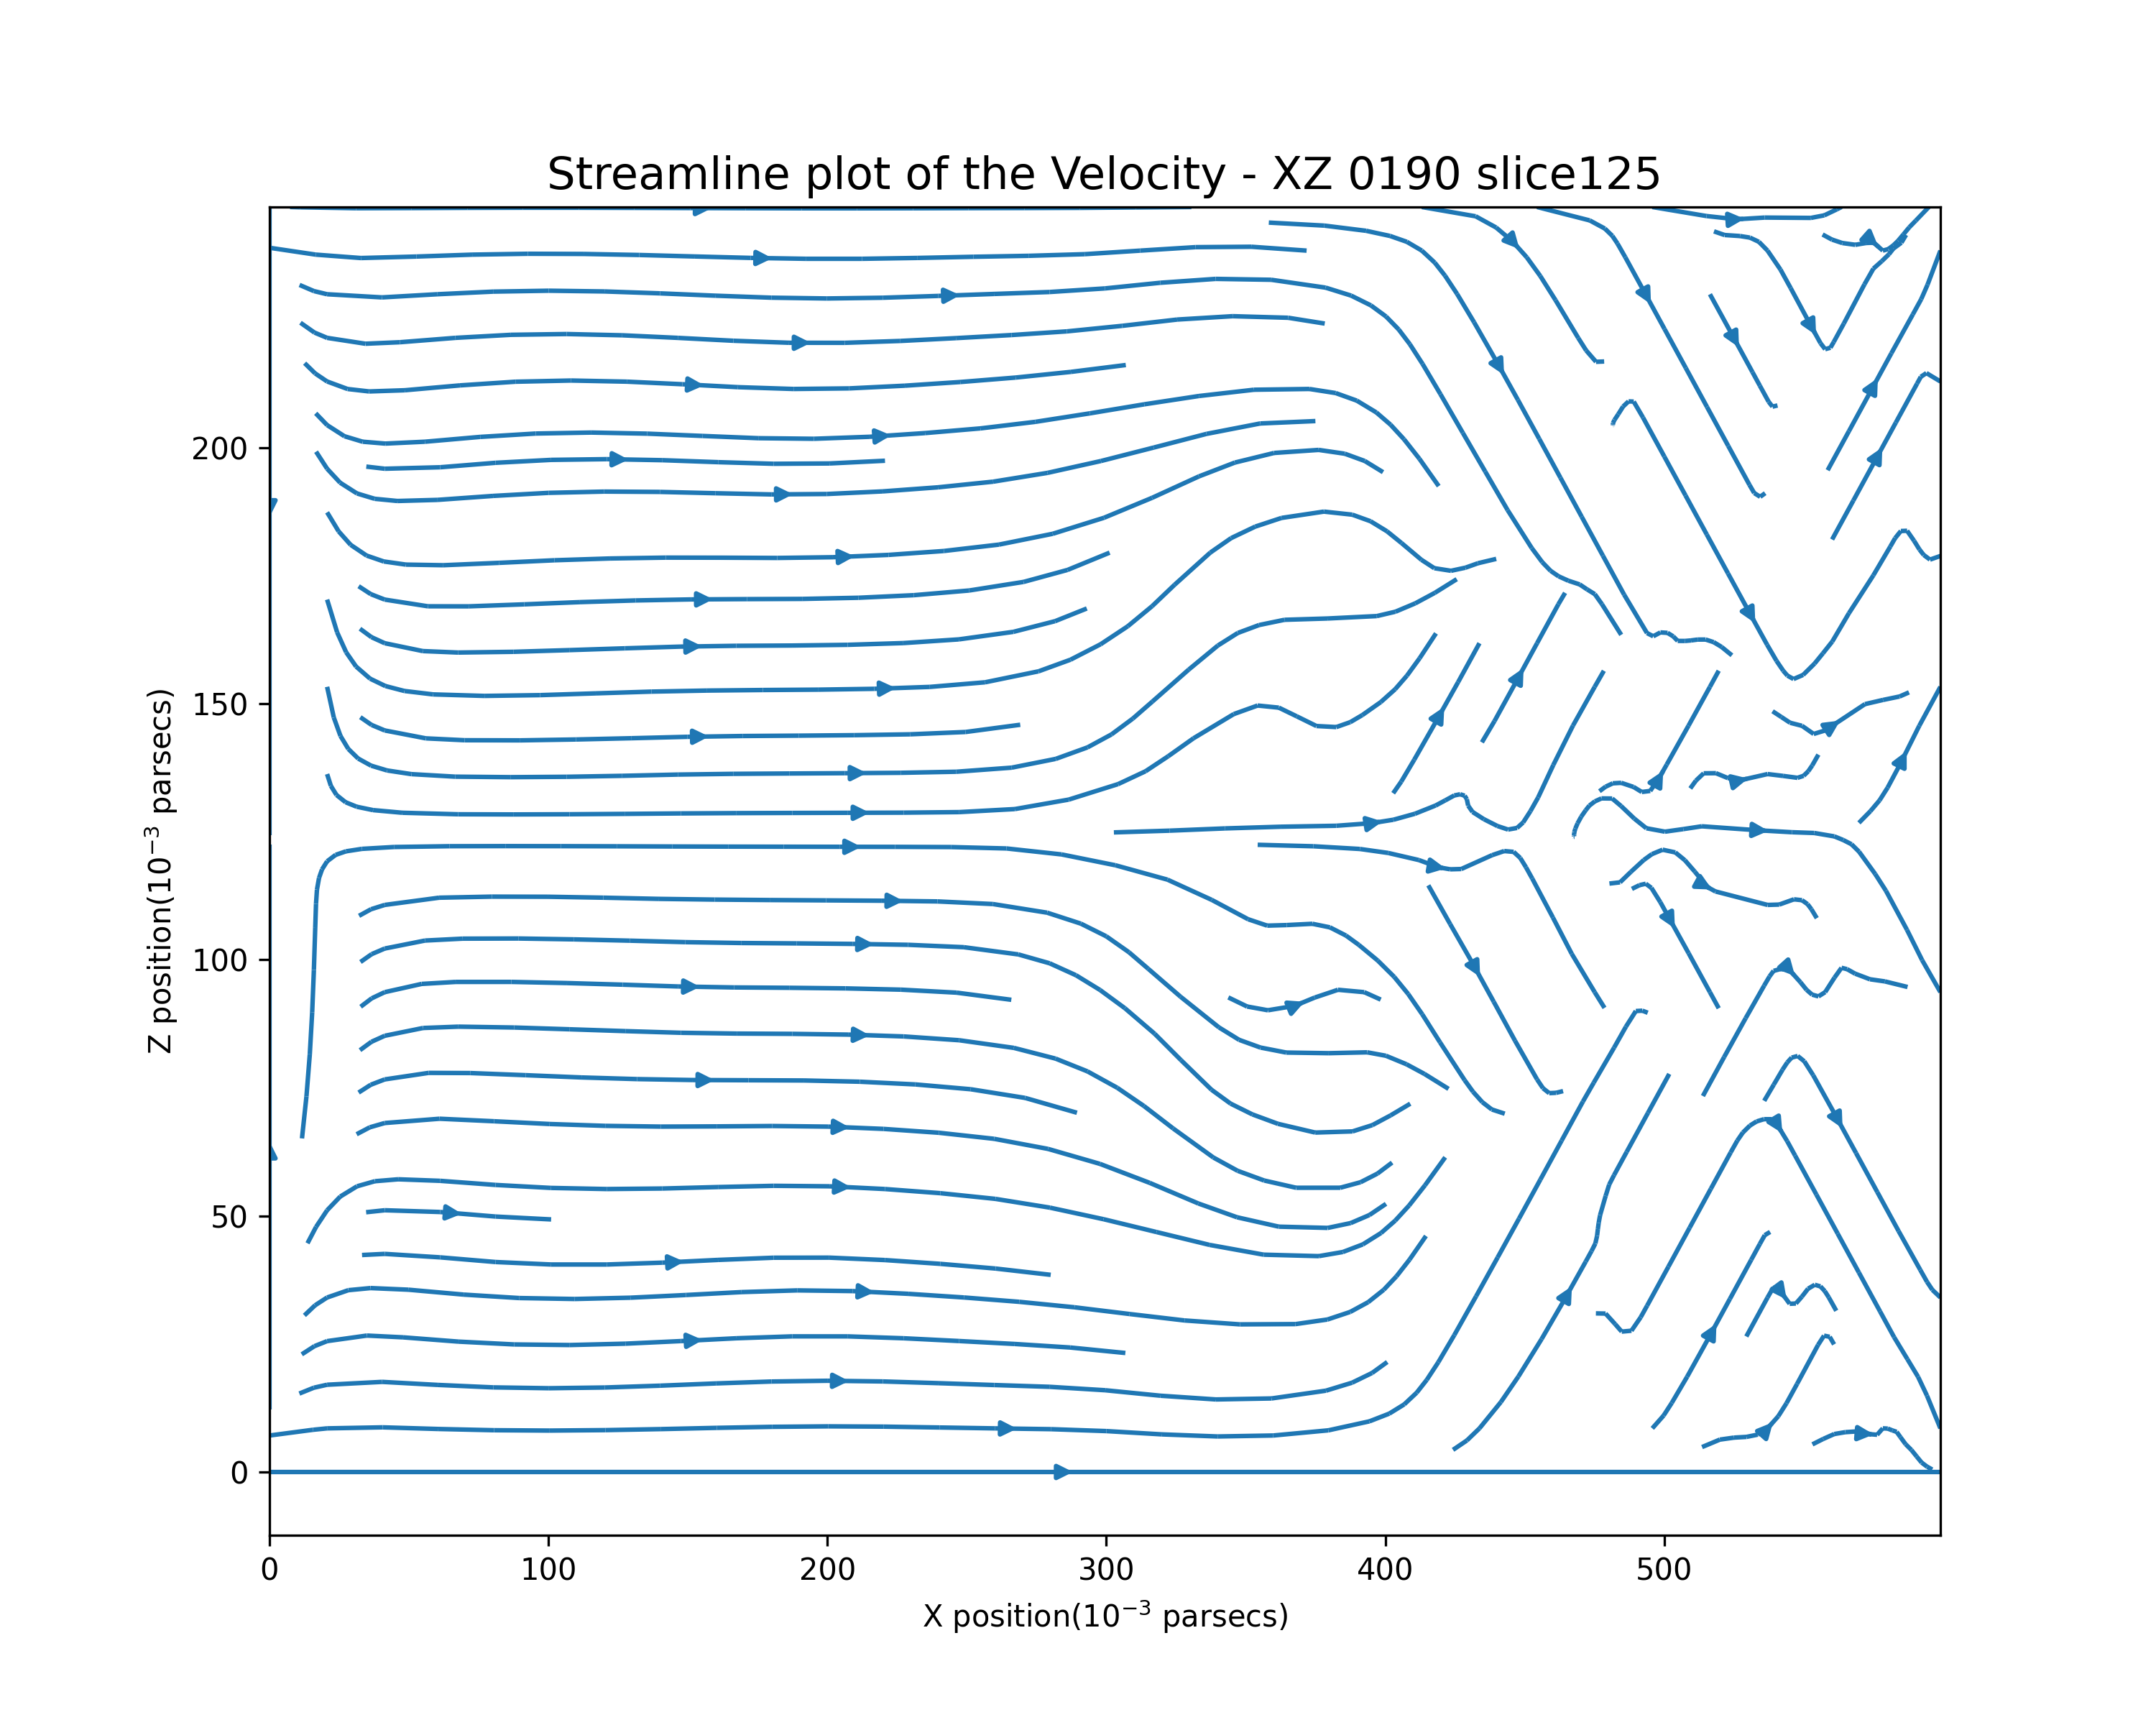 Streamline plot of the Velocity - XZ 0190 slice125
200
150
100
50
0
Z position(10⁻³ parsecs)
0 100 200 300 400 500
X position(10⁻³ parsecs)